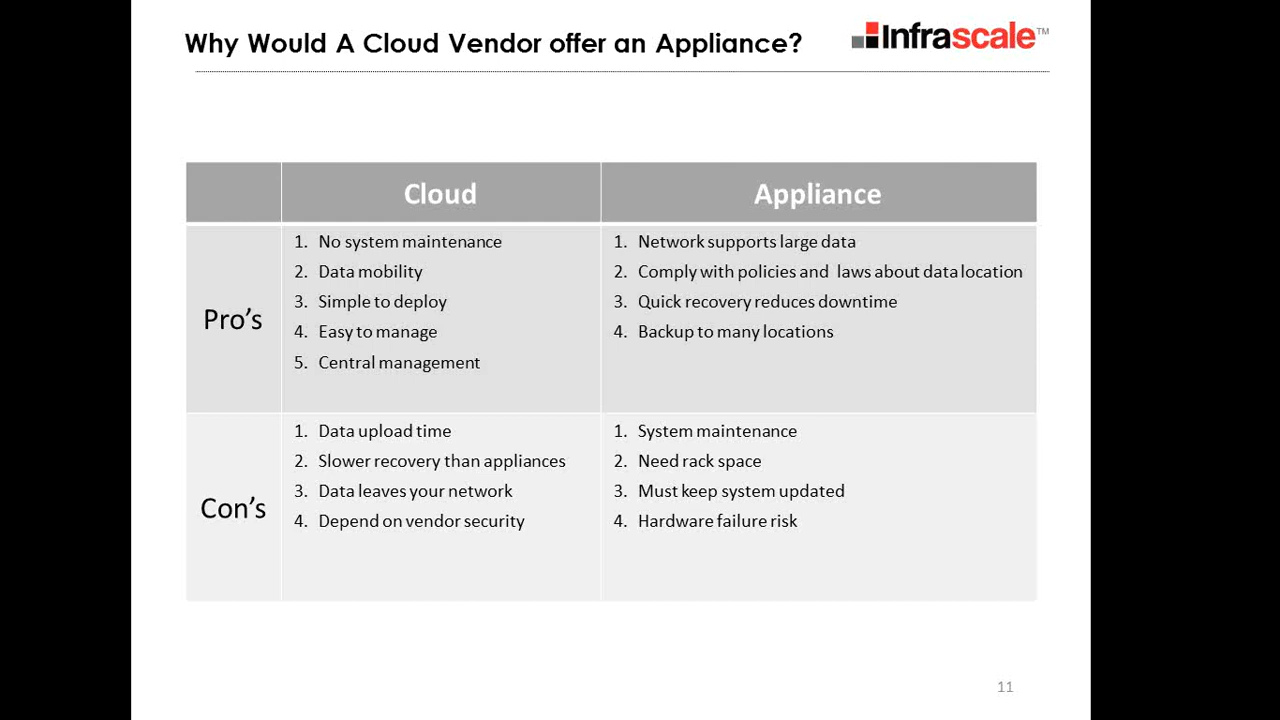 Why Would A Cloud Vendor offer an Appliance?
Infrascale™
Cloud
Appliance
Pro's
1. No system maintenance
2. Data mobility
3. Simple to deploy
4. Easy to manage
5. Central management
1. Network supports large data
2. Comply with policies and laws about data location
3. Quick recovery reduces downtime
4. Backup to many locations
Con's
1. Data upload time
2. Slower recovery than appliances
3. Data leaves your network
4. Depend on vendor security
1. System maintenance
2. Need rack space
3. Must keep system updated
4. Hardware failure risk
11